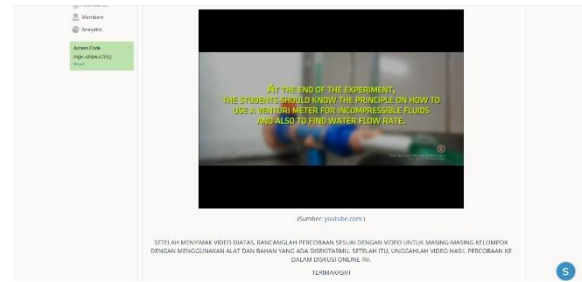 Members
Analytics
Access Code
AT THE END OF THE EXPERIMENT,
THE STUDENTS SHOULD KNOW THE PRINCIPLE ON HOW TO
USE A VENTURI METER FOR INCOMPRESSIBLE FLUIDS
AND ALSO TO FIND WATER FLOW RATE.
(Sumber: youtube.com )
SETELAH MENYIMAK VIDEO DIATAS, RANCANGLAH PERCOBAAN SESUAI DENGAN VIDEO UNTUK MASING-MASING KELOMPOK
DENGAN MENGGUNAKAN ALAT DAN BAHAN YANG ADA DISEKITARMU. SETELAH ITU, UNGGAHLAH VIDEO HASIL PERCOBAAN KE
DALAM DISKUSI ONLINE INI.
TERIMAKASIH
S